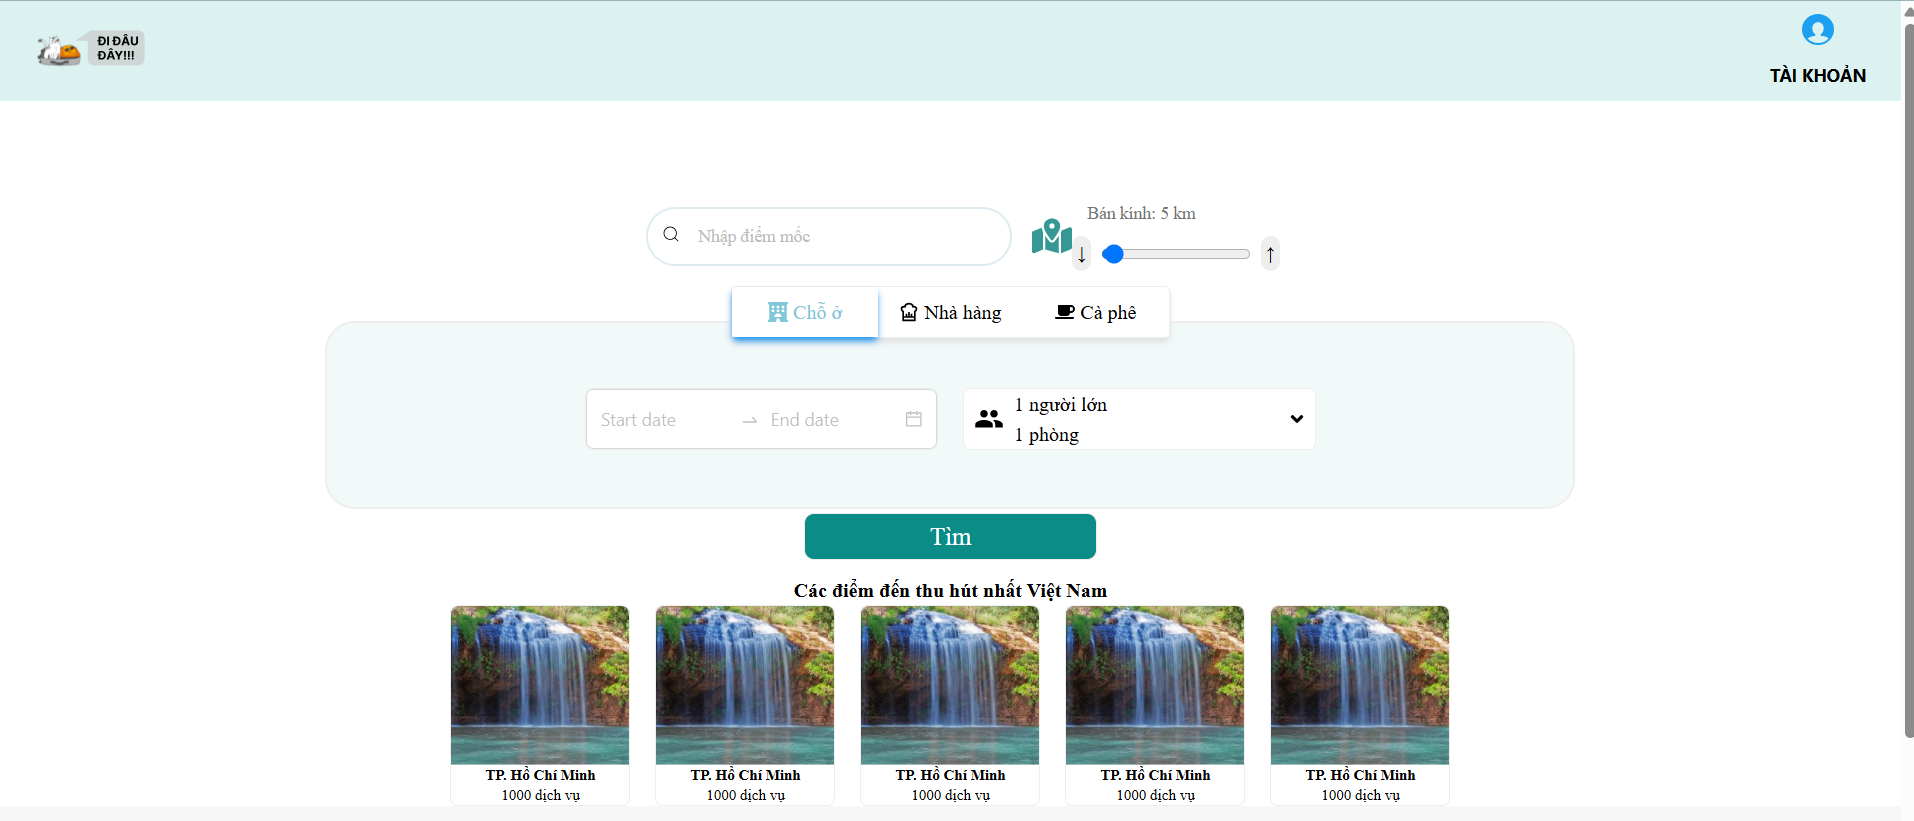 ĐI ĐÂU
ĐÂY!!!
TÀI KHOẢN
Nhập điểm mốc
Bán kính: 5 km
↓
↑
Chỗ ở
Nhà hàng
Cà phê
Start date
End date
1 người lớn
1 phòng
Tìm
Các điểm đến thu hút nhất Việt Nam
TP. Hồ Chí Minh
1000 dịch vụ
TP. Hồ Chí Minh
1000 dịch vụ
TP. Hồ Chí Minh
1000 dịch vụ
TP. Hồ Chí Minh
1000 dịch vụ
TP. Hồ Chí Minh
1000 dịch vụ